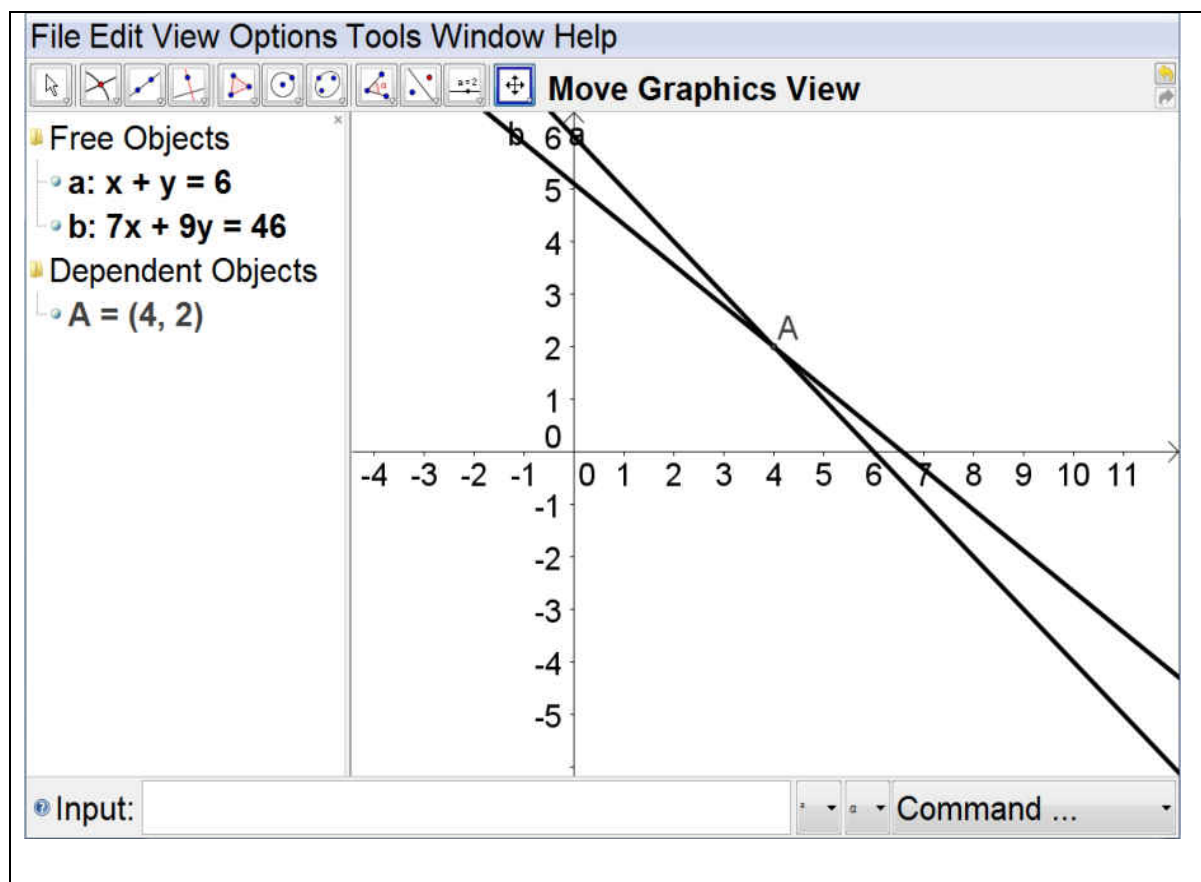 File Edit View Options Tools Window Help
a=2
Move Graphics View
Free Objects
a: x + y = 6
b: 7x + 9y = 46
Dependent Objects
A = (4, 2)
b
a
A
6
5
4
3
2
1
0
-1
-2
-3
-4
-5
-4 -3 -2 -1 0 1 2 3 4 5 6 7 8 9 10 11
Input:
Command ...